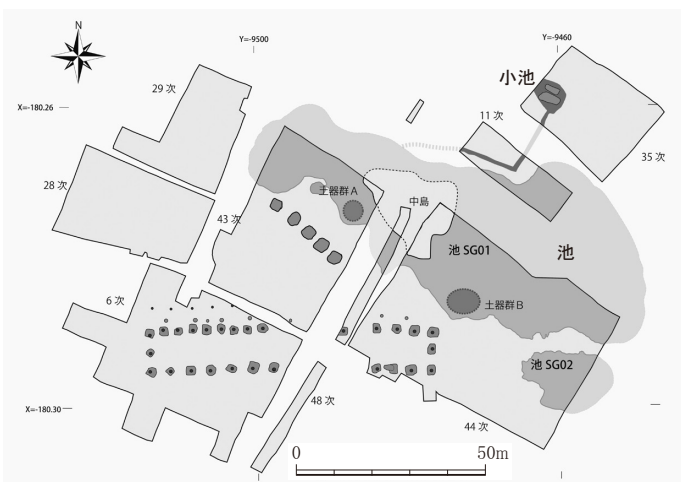 N
Y=-9500
Y=-9460
小池
29 次
11 次
X=-180.26
35 次
28 次
土器群 A
中島
43 次
池 SG01
池
6 次
土器群 B
池 SG02
X=-180.30
48 次
44 次
0
50m